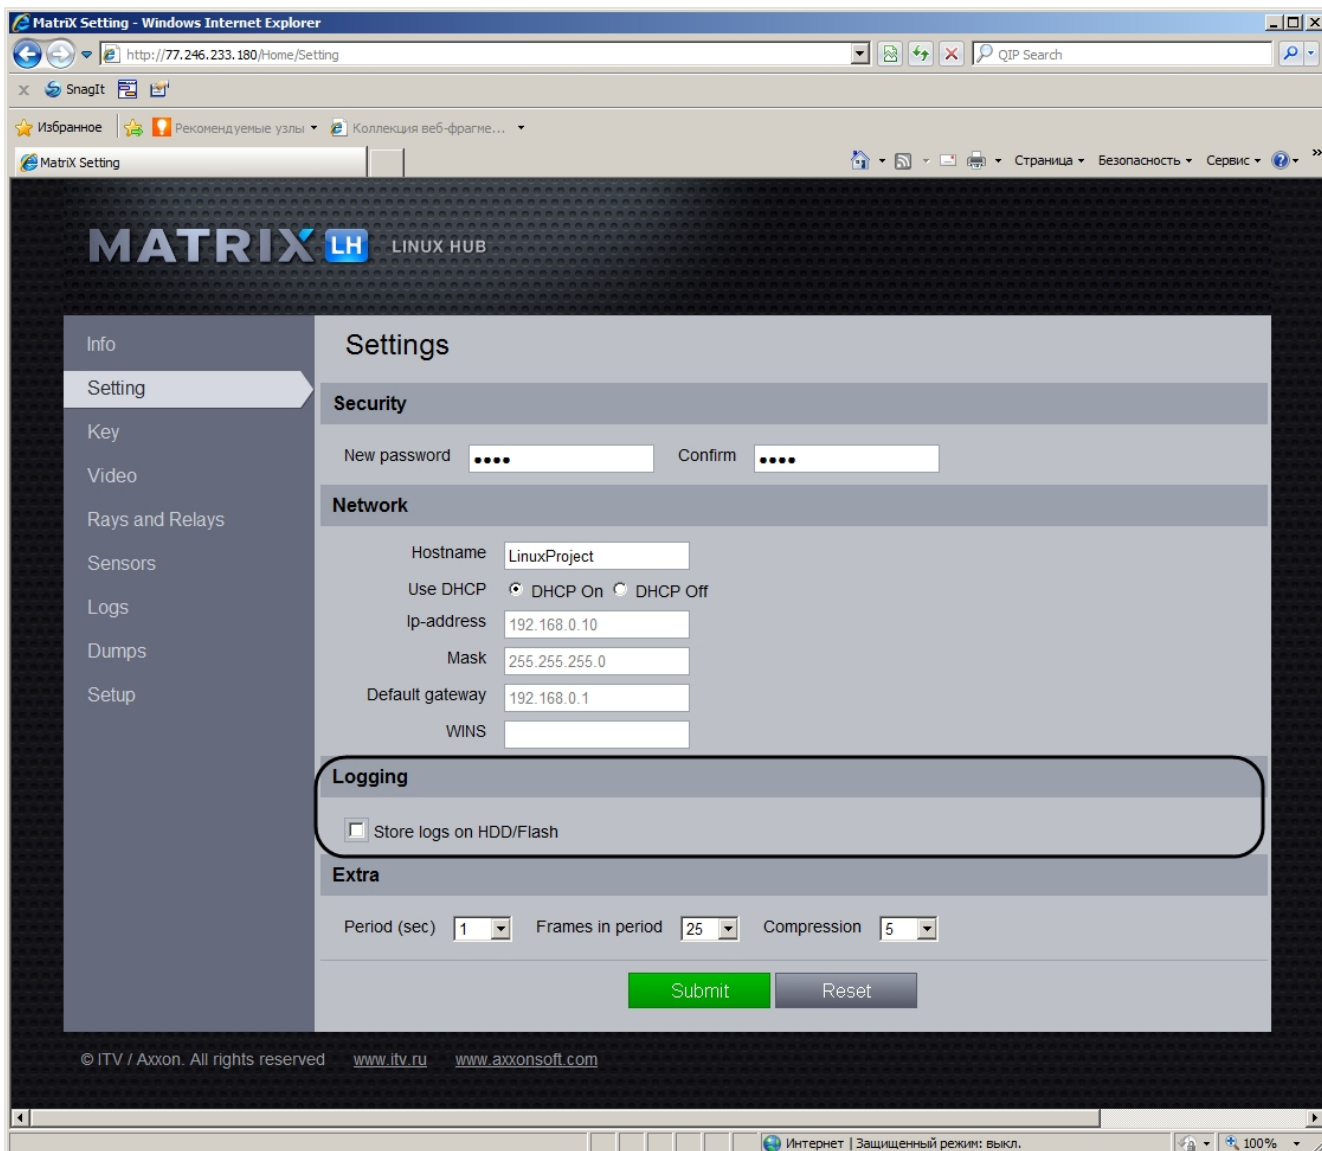 MatriX Setting - Windows Internet Explorer
http://77.246.233.180/Home/Setting
QIP Search
x SnagIt
Избранное Рекомендуемые узлы Коллекция веб-фрагме...
MatriX Setting Страница Безопасность Сервис »
MATRIX LH LINUX HUB
Info
Setting
Key
Video
Rays and Relays
Sensors
Logs
Dumps
Setup
Settings
Security
New password •••• Confirm ••••
Network
Hostname LinuxProject
Use DHCP DHCP On DHCP Off
Ip-address 192.168.0.10
Mask 255.255.255.0
Default gateway 192.168.0.1
WINS
Logging
Store logs on HDD/Flash
Extra
Period (sec) 1 Frames in period 25 Compression 5
Submit Reset
© ITV / Axxon. All rights reserved www.itv.ru www.axxonsoft.com
Интернет | Защищенный режим: выкл. 100%